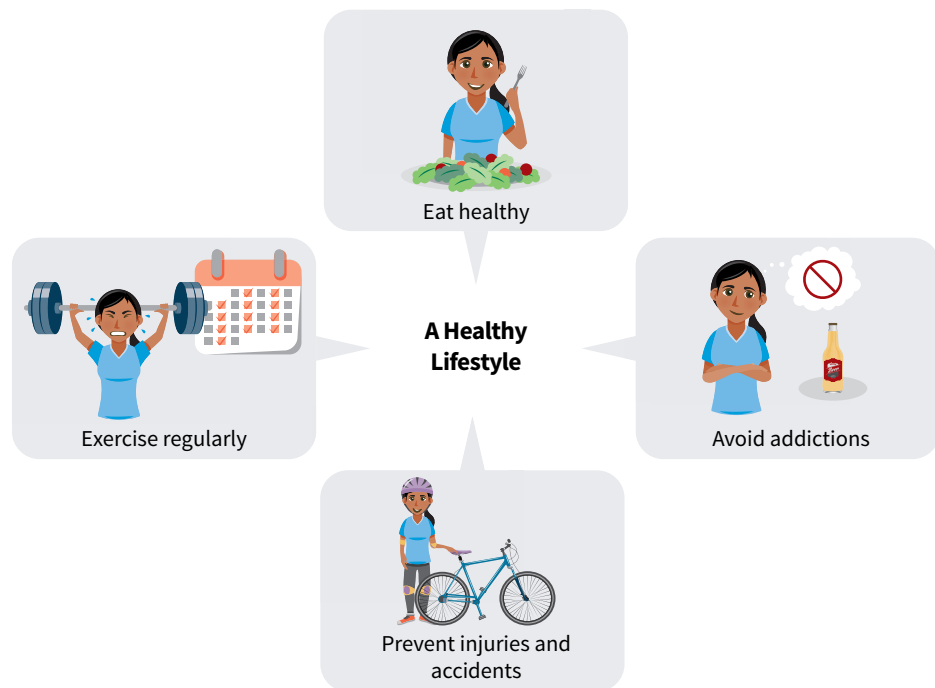 Eat healthy
A Healthy
Lifestyle
Exercise regularly
Avoid addictions
Prevent injuries and
accidents